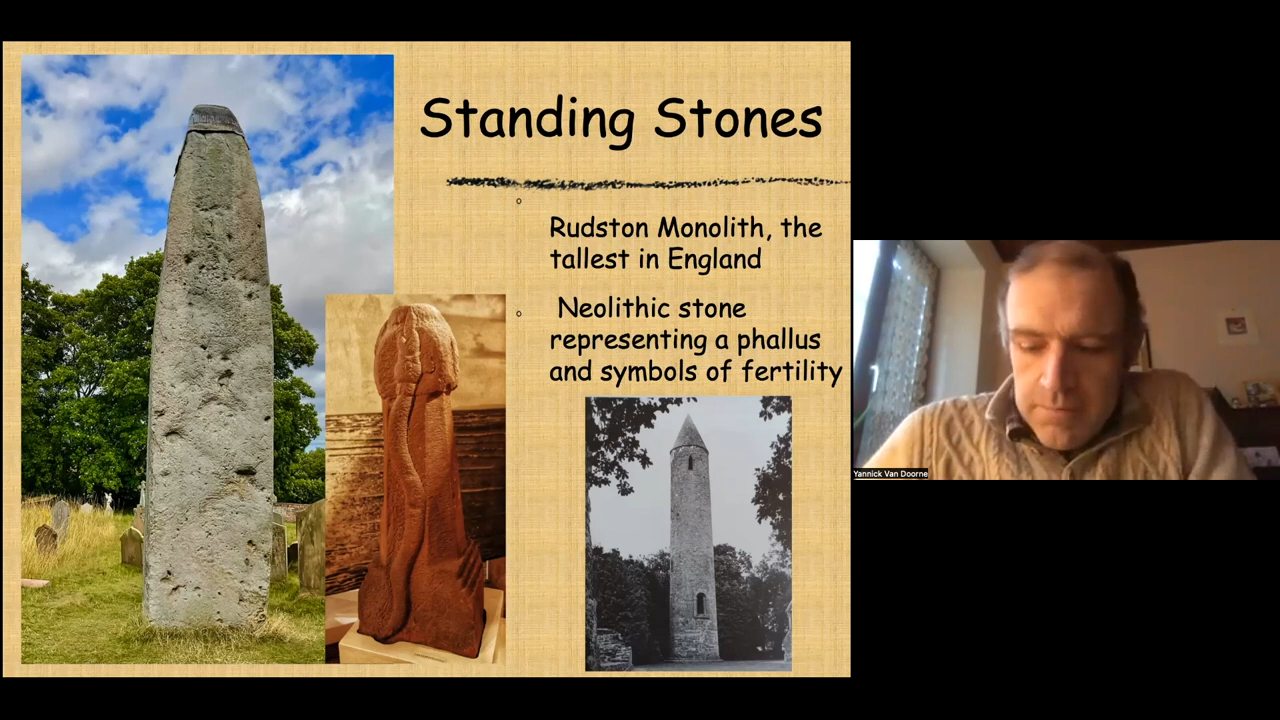 Standing Stones
Rudston Monolith, the
tallest in England
Neolithic stone
representing a phallus
and symbols of fertility
Yannick Van Doorne